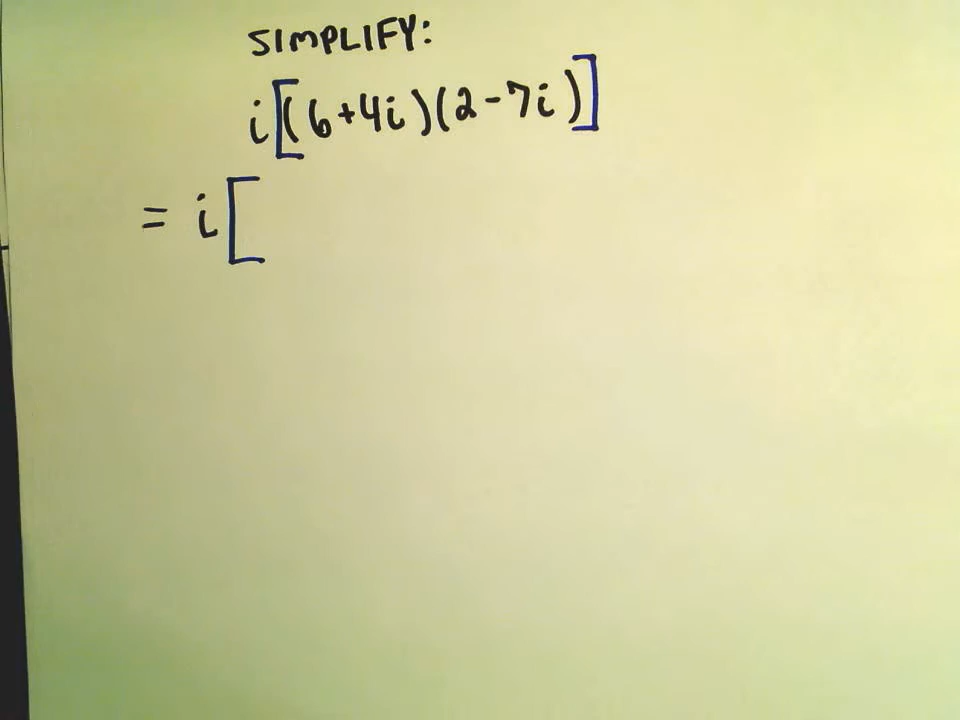 SIMPLIFY:
i[(6+4i)(2-7i)]
= i[